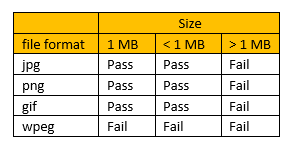 Size
file format 1 MB < 1 MB > 1 MB
jpg Pass Pass Fail
png Pass Pass Fail
gif Pass Pass Fail
wpeg Fail Fail Fail